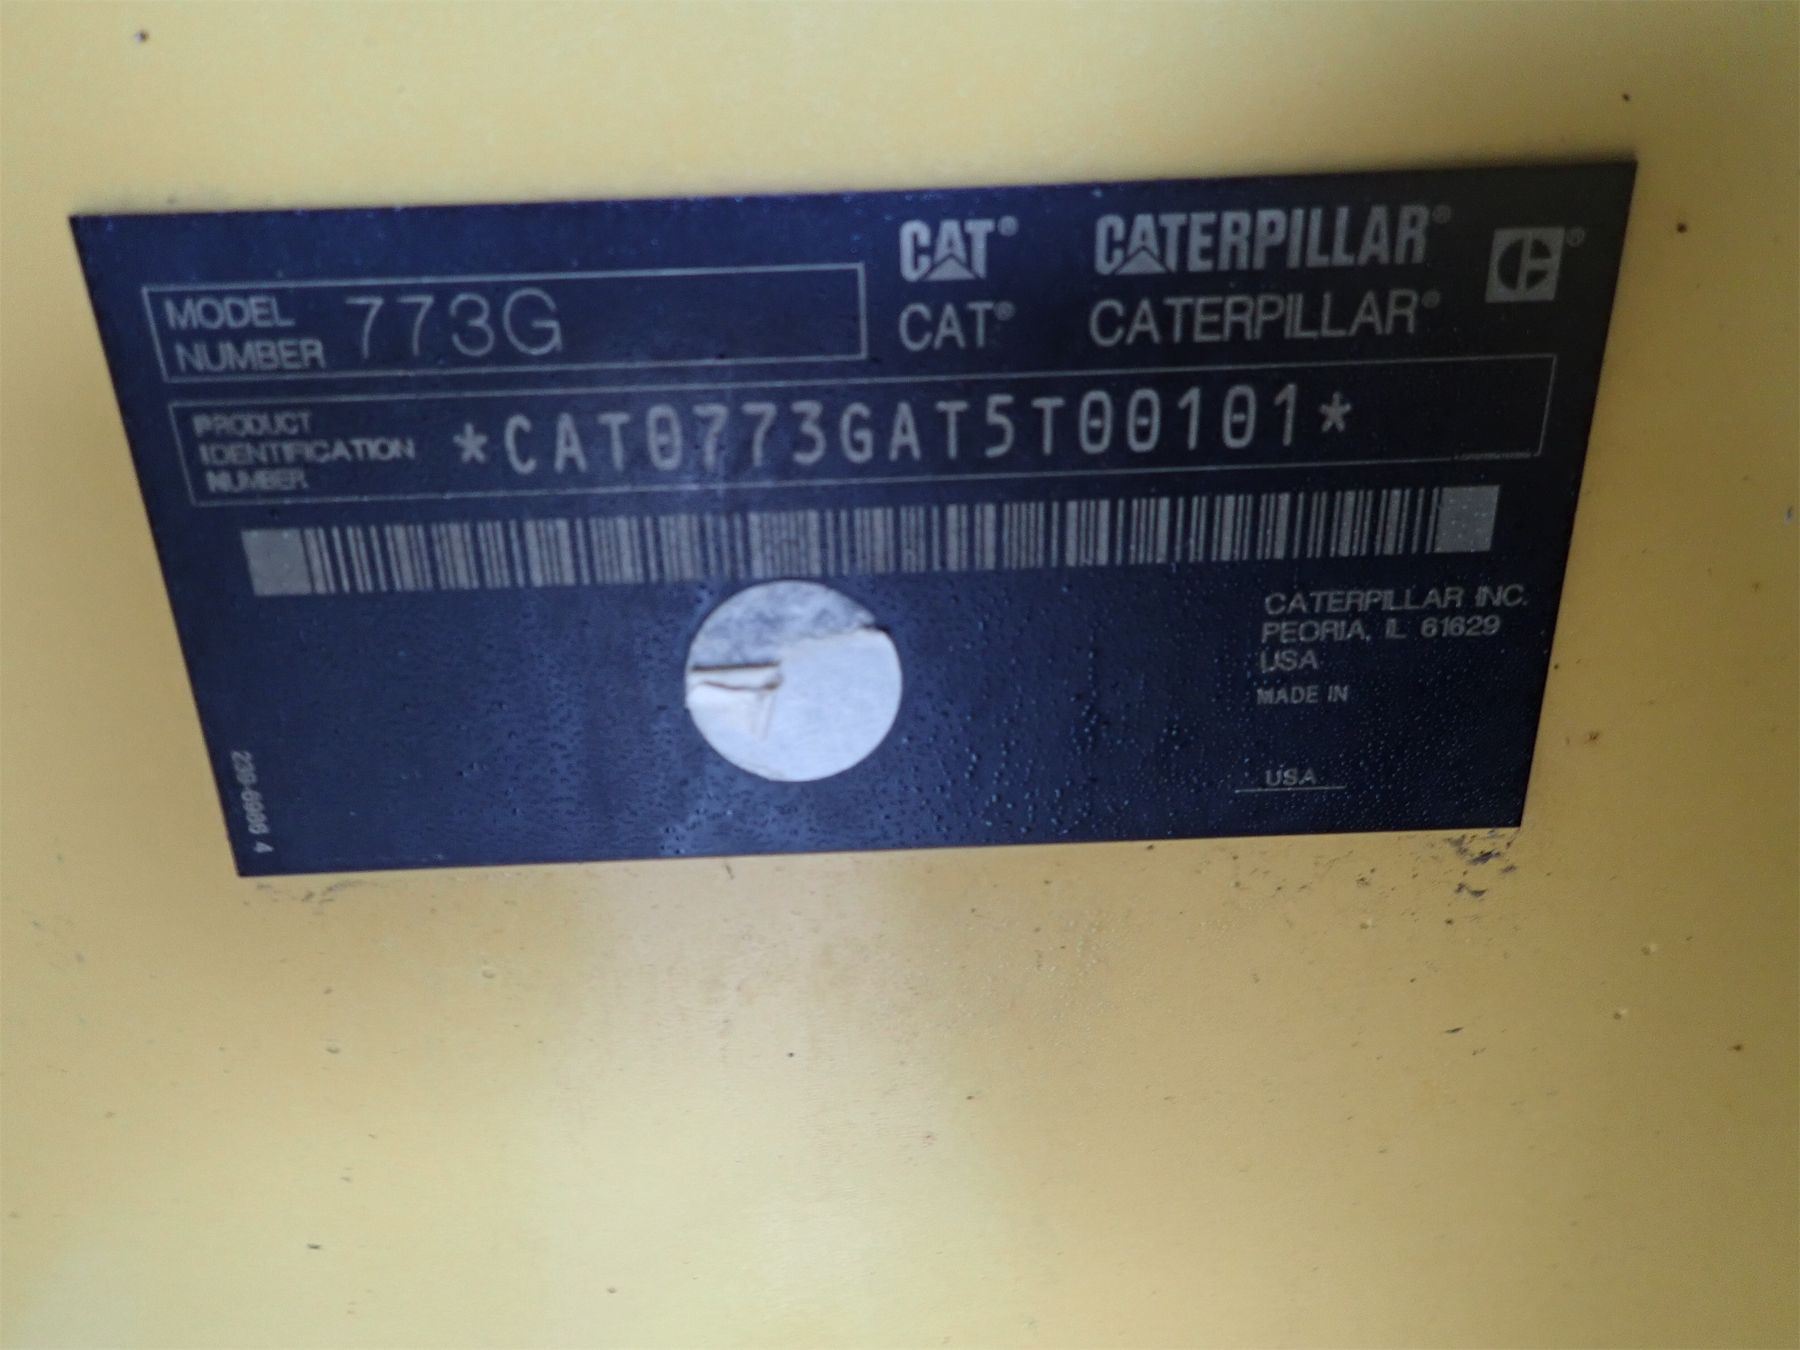 CAT® CATERPILLAR®
MODEL NUMBER 773G
CAT® CATERPILLAR®
PRODUCT IDENTIFICATION NUMBER *CAT0773GAT5T00101*
CATERPILLAR INC.
PEORIA, IL 61629
USA
MADE IN
USA